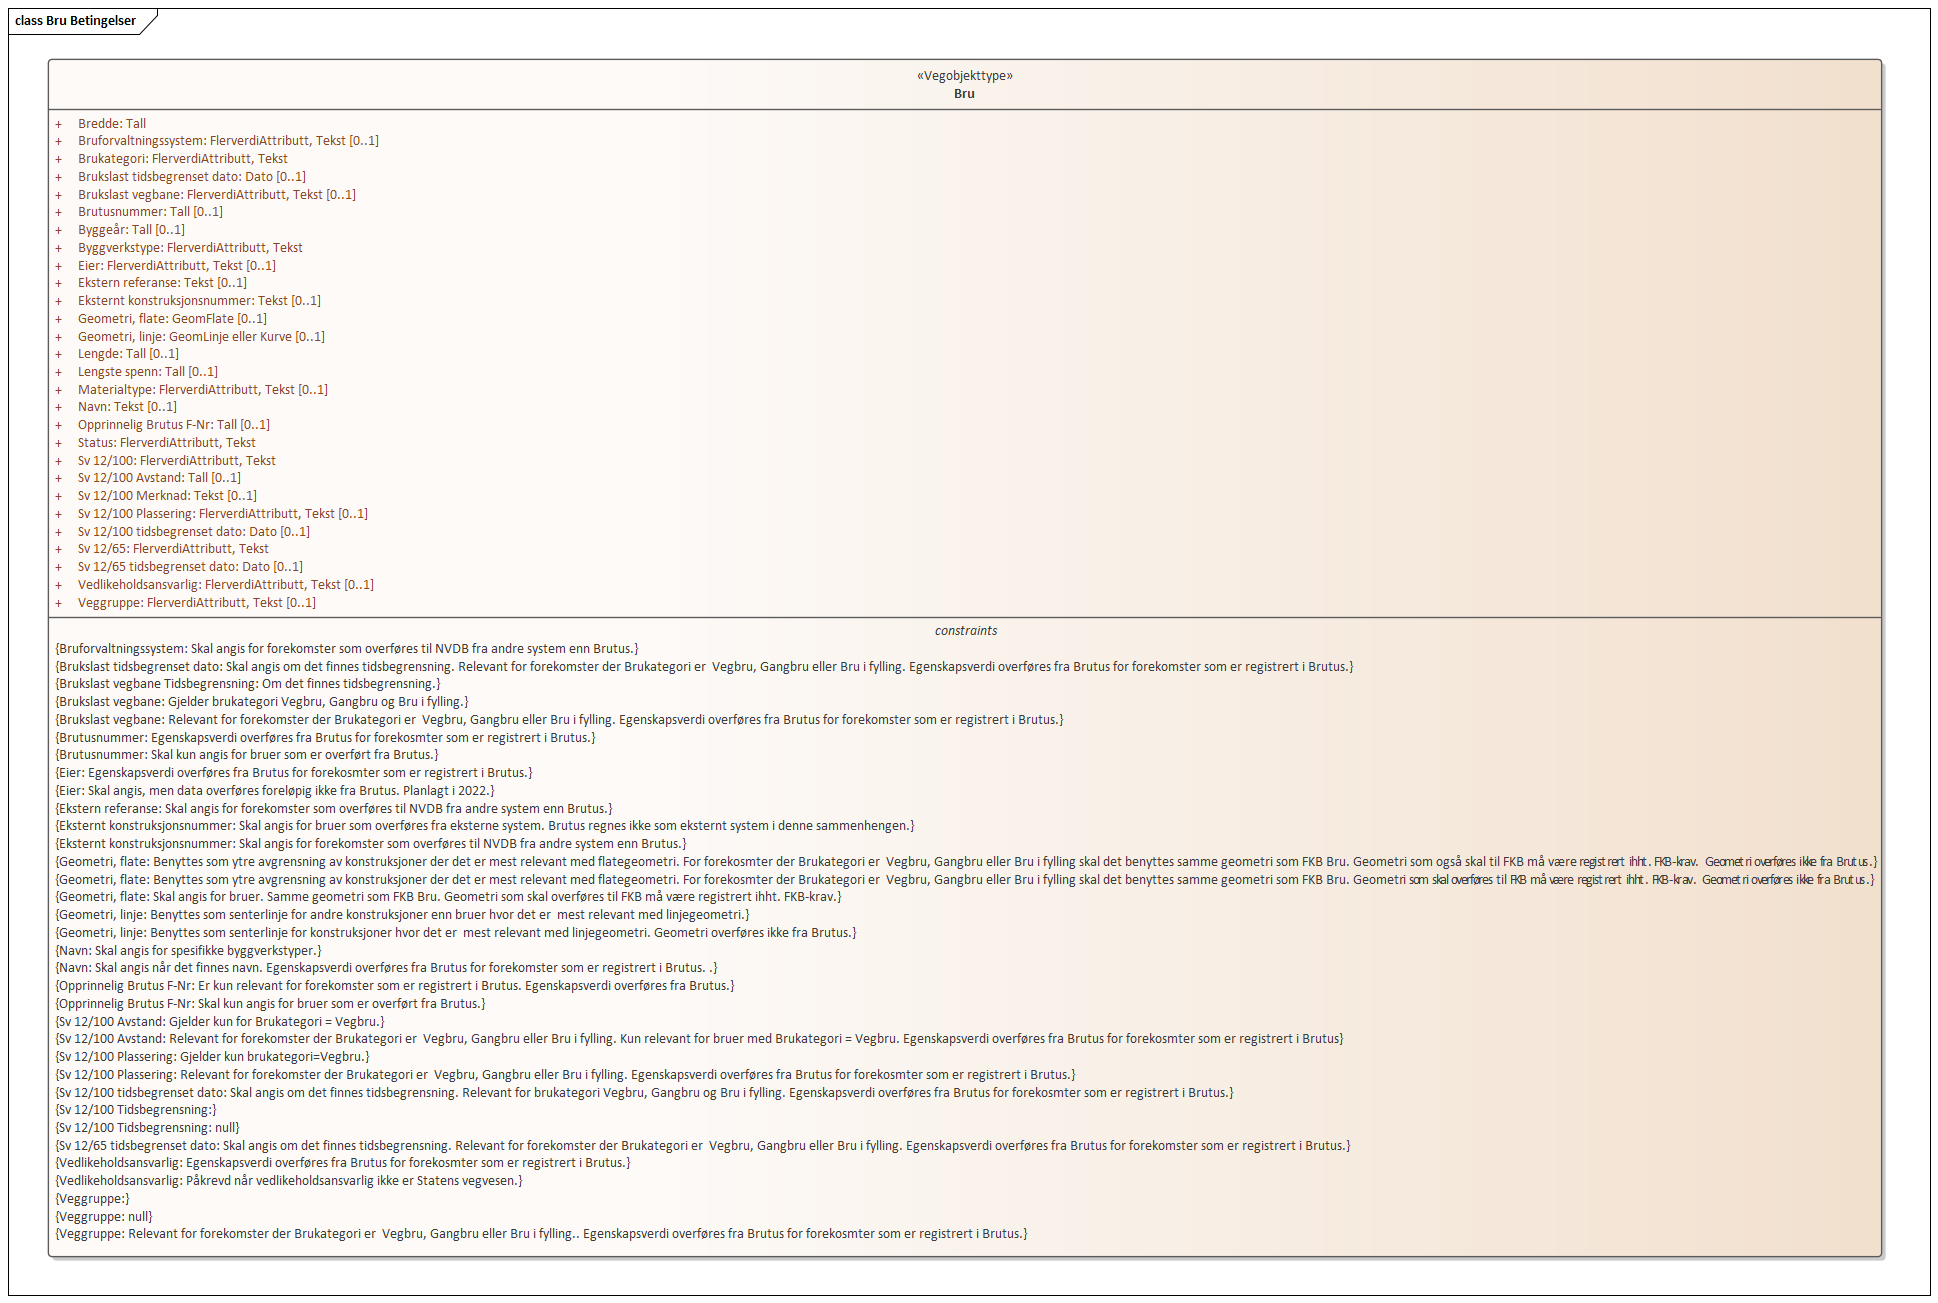 class Bru Betingelser
«Vegobjekttype»
Bru
+ Bredde: Tall
+ Bruforvaltningssystem: FlerverdiAttributt, Tekst [0..1]
+ Brukategori: FlerverdiAttributt, Tekst
+ Brukslast tidsbegrenset dato: Dato [0..1]
+ Brukslast vegbane: FlerverdiAttributt, Tekst [0..1]
+ Brutusnummer: Tall [0..1]
+ Byggeår: Tall [0..1]
+ Byggverkstype: FlerverdiAttributt, Tekst
+ Eier: FlerverdiAttributt, Tekst [0..1]
+ Ekstern referanse: Tekst [0..1]
+ Eksternt konstruksjonsnummer: Tekst [0..1]
+ Geometri, flate: GeomFlate [0..1]
+ Geometri, linje: GeomLinje eller Kurve [0..1]
+ Lengde: Tall [0..1]
+ Lengste spenn: Tall [0..1]
+ Materialtype: FlerverdiAttributt, Tekst [0..1]
+ Navn: Tekst [0..1]
+ Opprinnelig Brutus F-Nr: Tall [0..1]
+ Status: FlerverdiAttributt, Tekst
+ Sv 12/100: FlerverdiAttributt, Tekst
+ Sv 12/100 Avstand: Tall [0..1]
+ Sv 12/100 Merknad: Tekst [0..1]
+ Sv 12/100 Plassering: FlerverdiAttributt, Tekst [0..1]
+ Sv 12/100 tidsbegrenset dato: Dato [0..1]
+ Sv 12/65: FlerverdiAttributt, Tekst
+ Sv 12/65 tidsbegrenset dato: Dato [0..1]
+ Vedlikeholdsansvarlig: FlerverdiAttributt, Tekst [0..1]
+ Veggruppe: FlerverdiAttributt, Tekst [0..1]
constraints
{Bruforvaltningssystem: Skal angis for forekomster som overføres til NVDB fra andre system enn Brutus.}
{Brukslast tidsbegrenset dato: Skal angis om det finnes tidsbegrensning. Relevant for forekomster der Brukategori er  Vegbru, Gangbru eller Bru i fylling. Egenskapsverdi overføres fra Brutus for forekomster som er registrert i Brutus.}
{Brukslast vegbane Tidsbegrensning: Om det finnes tidsbegrensning.}
{Brukslast vegbane: Gjelder brukategori Vegbru, Gangbru og Bru i fylling.}
{Brukslast vegbane: Relevant for forekomster der Brukategori er  Vegbru, Gangbru eller Bru i fylling. Egenskapsverdi overføres fra Brutus for forekomster som er registrert i Brutus.}
{Brutusnummer: Egenskapsverdi overføres fra Brutus for forekosmter som er registrert i Brutus.}
{Brutusnummer: Skal kun angis for bruer som er overført fra Brutus.}
{Eier: Egenskapsverdi overføres fra Brutus for forekosmter som er registrert i Brutus.}
{Eier: Skal angis, men data overføres foreløpig ikke fra Brutus. Planlagt i 2022.}
{Ekstern referanse: Skal angis for forekomster som overføres til NVDB fra andre system enn Brutus.}
{Eksternt konstruksjonsnummer: Skal angis for bruer som overføres fra eksterne system. Brutus regnes ikke som eksternt system i denne sammenhengen.}
{Eksternt konstruksjonsnummer: Skal angis for forekomster som overføres til NVDB fra andre system enn Brutus.}
{Geometri, flate: Benyttes som ytre avgrensning av konstruksjoner der det er mest relevant med flategeometri. For forekosmter der Brukategori er  Vegbru, Gangbru eller Bru i fylling skal det benyttes samme geometri som FKB Bru. Geometri som også skal til FKB må være registrert ihht. FKB-krav.  Geometri overføres ikke fra Brutus.}
{Geometri, flate: Benyttes som ytre avgrensning av konstruksjoner der det er mest relevant med flategeometri. For forekosmter der Brukategori er  Vegbru, Gangbru eller Bru i fylling skal det benyttes samme geometri som FKB Bru. Geometri som skal overføres til FKB må være registrert ihht. FKB-krav.  Geometri overføres ikke fra Brutus.}
{Geometri, flate: Skal angis for bruer. Samme geometri som FKB Bru. Geometri som skal overføres til FKB må være registrert ihht. FKB-krav.}
{Geometri, linje: Benyttes som senterlinje for andre konstruksjoner enn bruer hvor det er  mest relevant med linjegeometri.}
{Geometri, linje: Benyttes som senterlinje for konstruksjoner hvor det er  mest relevant med linjegeometri. Geometri overføres ikke fra Brutus.}
{Navn: Skal angis for spesifikke byggverkstyper.}
{Navn: Skal angis når det finnes navn. Egenskapsverdi overføres fra Brutus for forekomster som er registrert i Brutus. .}
{Opprinnelig Brutus F-Nr: Er kun relevant for forekomster som er registrert i Brutus. Egenskapsverdi overføres fra Brutus.}
{Opprinnelig Brutus F-Nr: Skal kun angis for bruer som er overført fra Brutus.}
{Sv 12/100 Avstand: Gjelder kun for Brukategori = Vegbru.}
{Sv 12/100 Avstand: Relevant for forekomster der Brukategori er  Vegbru, Gangbru eller Bru i fylling. Kun relevant for bruer med Brukategori = Vegbru. Egenskapsverdi overføres fra Brutus for forekosmter som er registrert i Brutus}
{Sv 12/100 Plassering: Gjelder kun brukategori=Vegbru.}
{Sv 12/100 Plassering: Relevant for forekomster der Brukategori er  Vegbru, Gangbru eller Bru i fylling. Egenskapsverdi overføres fra Brutus for forekosmter som er registrert i Brutus.}
{Sv 12/100 tidsbegrenset dato: Skal angis om det finnes tidsbegrensning. Relevant for brukategori Vegbru, Gangbru og Bru i fylling. Egenskapsverdi overføres fra Brutus for forekosmter som er registrert i Brutus.}
{Sv 12/100 Tidsbegrensning:}
{Sv 12/100 Tidsbegrensning: null}
{Sv 12/65 tidsbegrenset dato: Skal angis om det finnes tidsbegrensning. Relevant for forekomster der Brukategori er  Vegbru, Gangbru eller Bru i fylling. Egenskapsverdi overføres fra Brutus for forekomster som er registrert i Brutus.}
{Vedlikeholdsansvarlig: Egenskapsverdi overføres fra Brutus for forekosmter som er registrert i Brutus.}
{Vedlikeholdsansvarlig: Påkrevd når vedlikeholdsansvarlig ikke er Statens vegvesen.}
{Veggruppe:}
{Veggruppe: null}
{Veggruppe: Relevant for forekomster der Brukategori er  Vegbru, Gangbru eller Bru i fylling.. Egenskapsverdi overføres fra Brutus for forekosmter som er registrert i Brutus.}